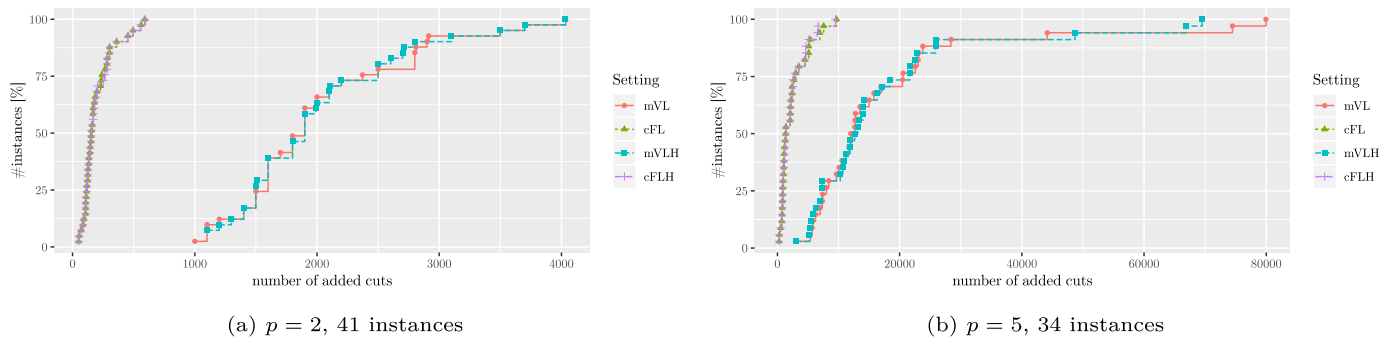 100
75
50
25
0
#instances [%]
0
1000
2000
3000
4000
number of added cuts
Setting
mVL
cFL
mVLH
cFLH
(a) p = 2, 41 instances
100
75
50
25
0
#instances [%]
0
20000
40000
60000
80000
number of added cuts
Setting
mVL
cFL
mVLH
cFLH
(b) p = 5, 34 instances